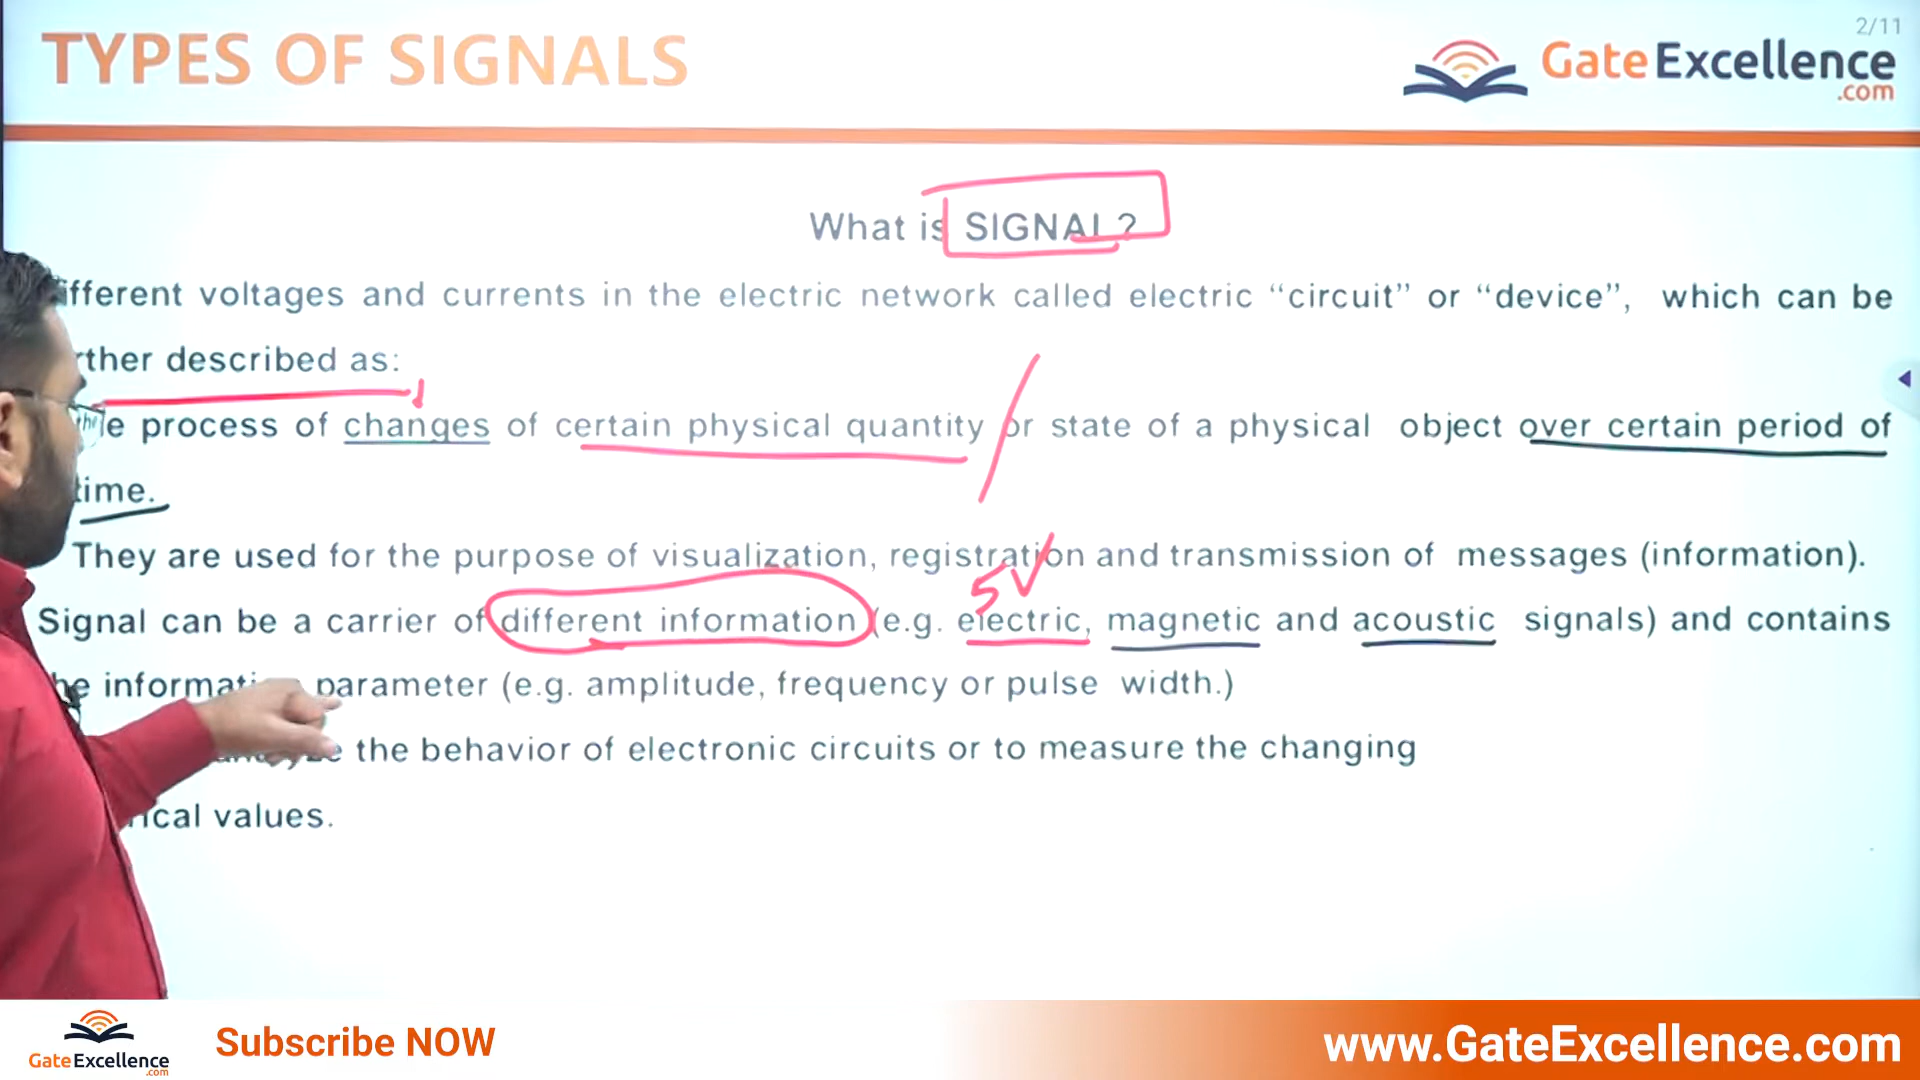 2/11
TYPES OF SIGNALS
GateExcellence
.com
What is SIGNAL?
ifferent voltages and currents in the electric network called electric “circuit” or “device”, which can be
ther described as:
process of changes of certain physical quantity or state of a physical object over certain period of
time.
They are used for the purpose of visualization, registration and transmission of messages (information).
5V
Signal can be a carrier of different information (e.g. electric, magnetic and acoustic signals) and contains
parameter (e.g. amplitude, frequency or pulse width.)
the behavior of electronic circuits or to measure the changing
ical values.
GateExcellence
.com
Subscribe NOW
www.GateExcellence.com